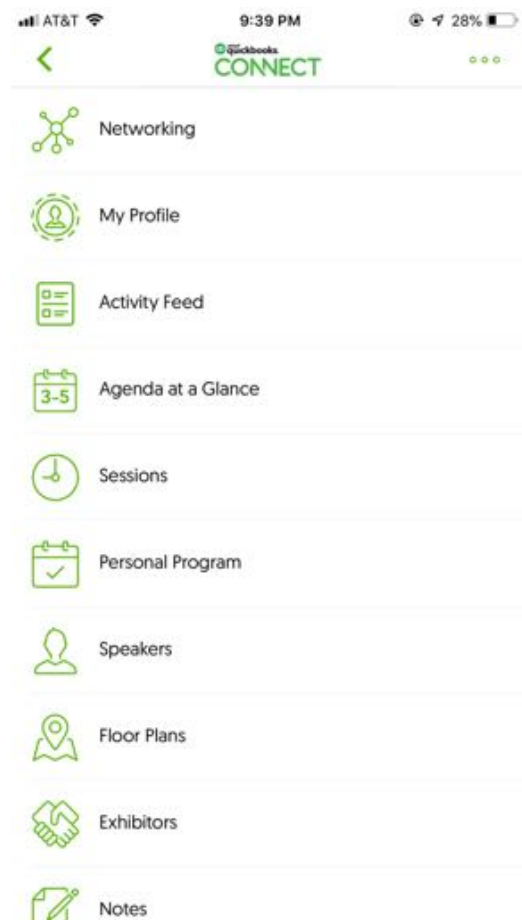 AT&T 9:39 PM 28%
quickbooks.
CONNECT
Networking
My Profile
Activity Feed
3-5 Agenda at a Glance
Sessions
Personal Program
Speakers
Floor Plans
Exhibitors
Notes